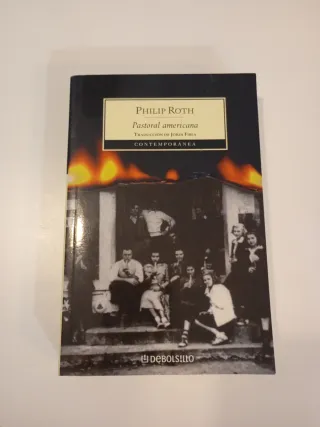 PHILIP ROTH
Pastoral americana
TRADUCCIÓN DE JORDI FIBLA
CONTEMPORÁNEA
DEBOLSILLO